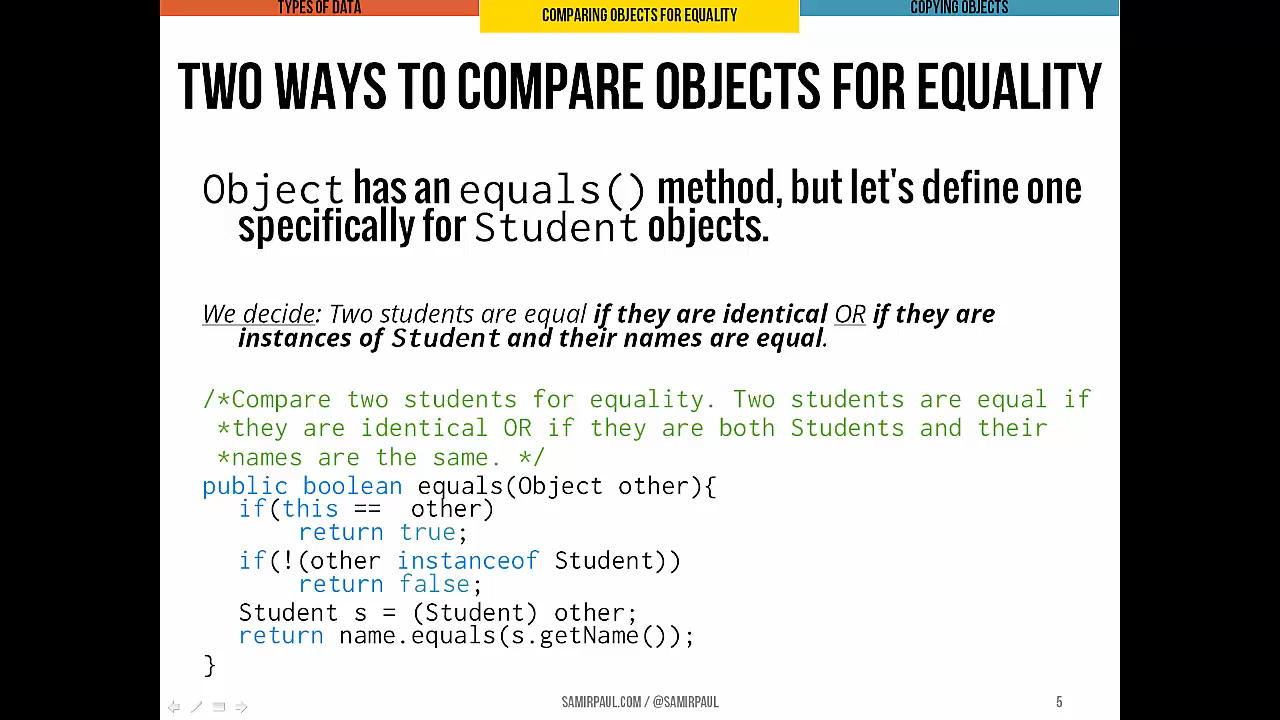 TYPES OF DATA
COMPARING OBJECTS FOR EQUALITY
COPYING OBJECTS
TWO WAYS TO COMPARE OBJECTS FOR EQUALITY
Object has an equals() method, but let's define one
specifically for Student objects.
We decide: Two students are equal if they are identical OR if they are
instances of Student and their names are equal.
/*Compare two students for equality. Two students are equal if
*they are identical OR if they are both Students and their
*names are the same. */
public boolean equals(Object other){
if(this ==  other)
return true;
if(!(other instanceof Student))
return false;
Student s = (Student) other;
return name.equals(s.getName());
}
SAMIRPAUL.COM / @SAMIRPAUL
5